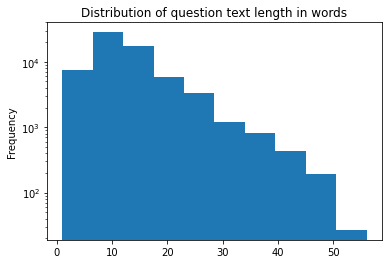 Distribution of question text length in words
Frequency
10⁴
10³
10²
0 10 20 30 40 50